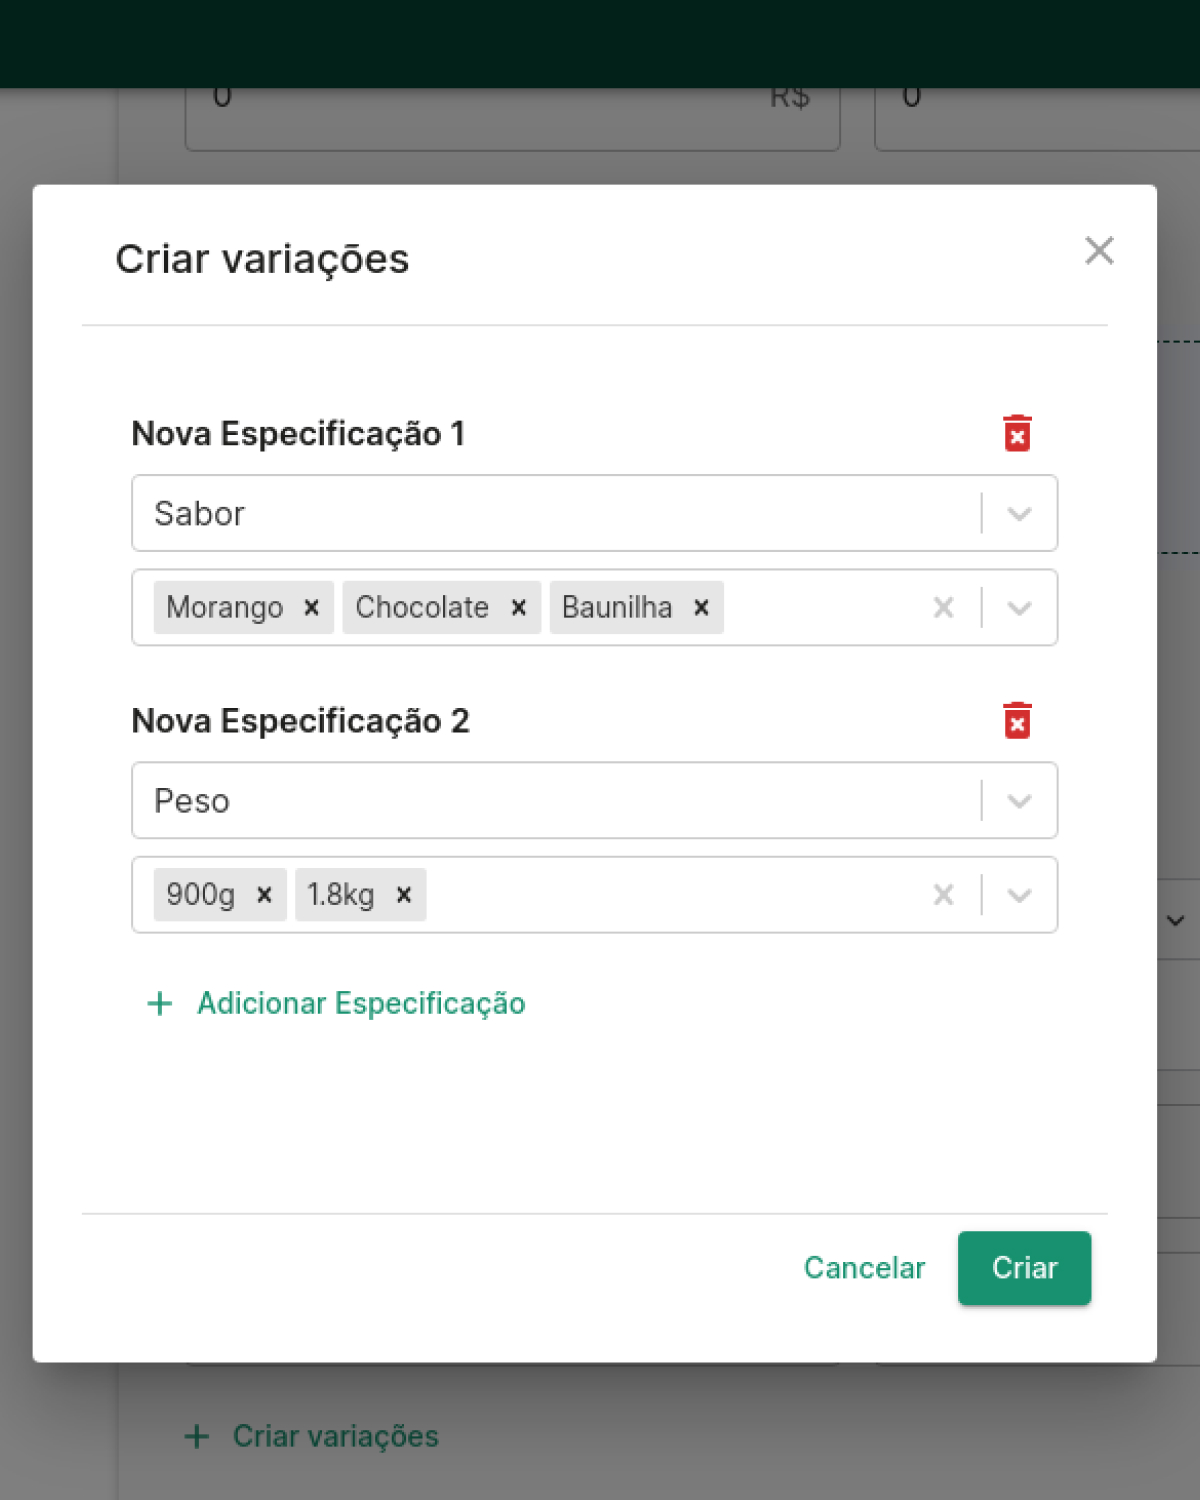 0 R$ 0
Criar variações
Nova Especificação 1
Sabor
Morango Chocolate Baunilha
Nova Especificação 2
Peso
900g 1.8kg
+ Adicionar Especificação
Cancelar Criar
+ Criar variações